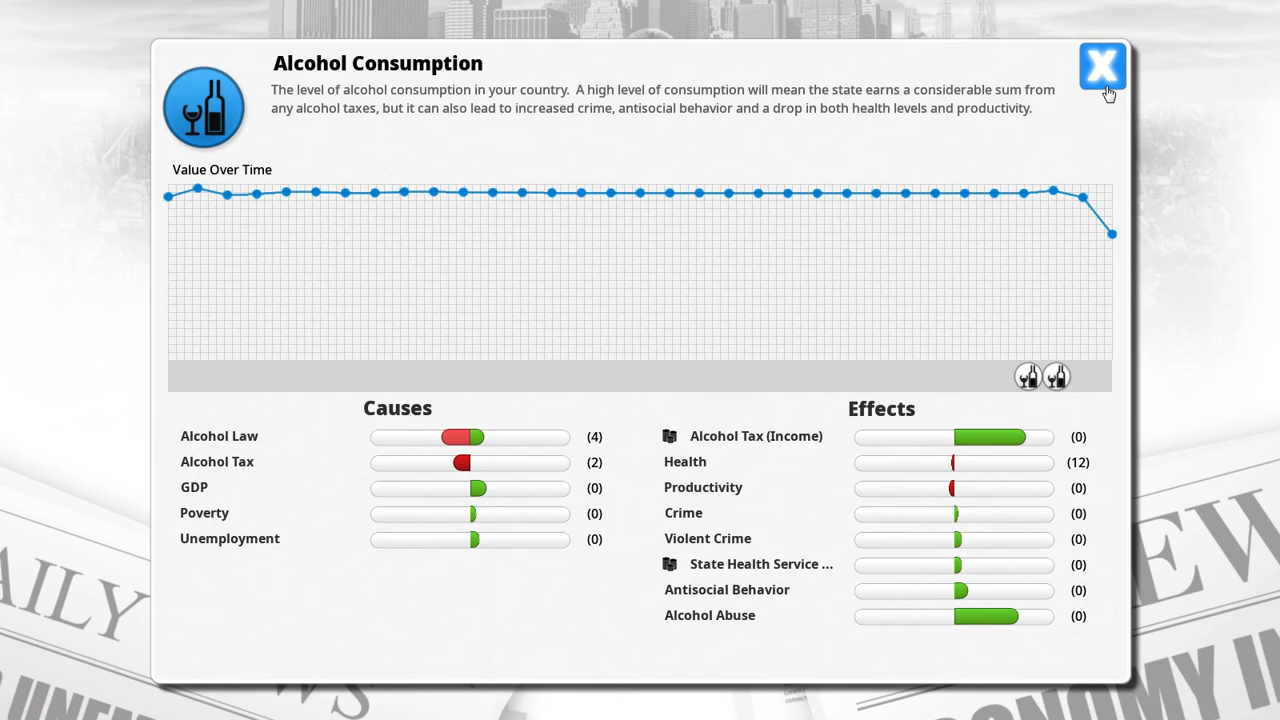 Alcohol Consumption
The level of alcohol consumption in your country.  A high level of consumption will mean the state earns a considerable sum from
any alcohol taxes, but it can also lead to increased crime, antisocial behavior and a drop in both health levels and productivity.
X
Value Over Time
Causes
Alcohol Law (4)
Alcohol Tax (2)
GDP (0)
Poverty (0)
Unemployment (0)
Effects
Alcohol Tax (Income) (0)
Health (12)
Productivity (0)
Crime (0)
Violent Crime (0)
State Health Service ... (0)
Antisocial Behavior (0)
Alcohol Abuse (0)